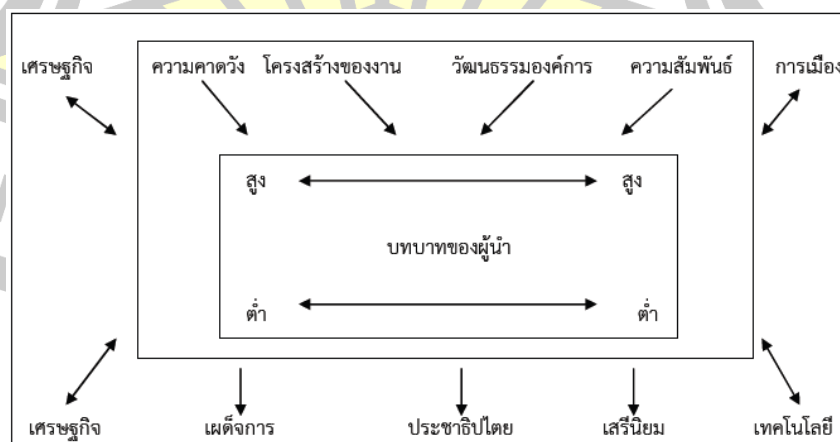 เศรษฐกิจ ความคาดวัง โครงสร้างของงาน วัฒนธรรมองค์การ ความสัมพันธ์ การเมือง
สูง สูง
บทบาทของผู้นำ
ต่ำ ต่ำ
เศรษฐกิจ เผด็จการ ประชาธิปไตย เสรีนิยม เทคโนโลยี